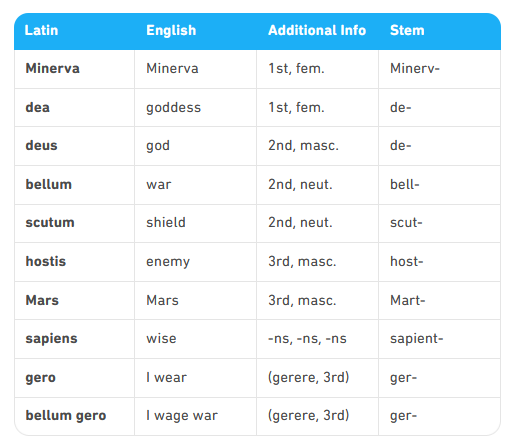 Latin English Additional Info Stem
Minerva Minerva 1st, fem. Minerv-
dea goddess 1st, fem. de-
deus god 2nd, masc. de-
bellum war 2nd, neut. bell-
scutum shield 2nd, neut. scut-
hostis enemy 3rd, masc. host-
Mars Mars 3rd, masc. Mart-
sapiens wise -ns, -ns, -ns sapient-
gero I wear (gerere, 3rd) ger-
bellum gero I wage war (gerere, 3rd) ger-